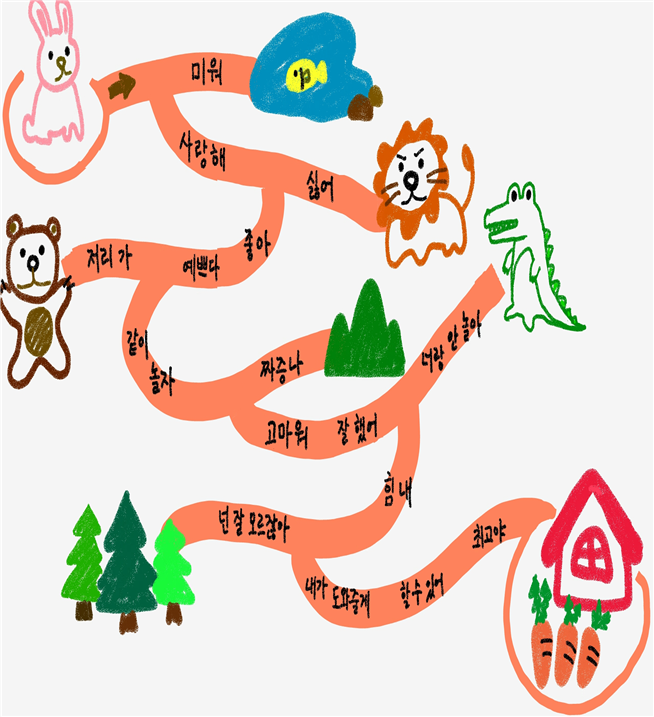 미워
사랑해
싫어
좋아
예쁘다
저리 가
같이
놀자
짜증나
너랑 안 놀아
고마워
잘 했어
힘 내
넌 잘 모르잖아
내가 도와줄게
할 수 있어
최고야